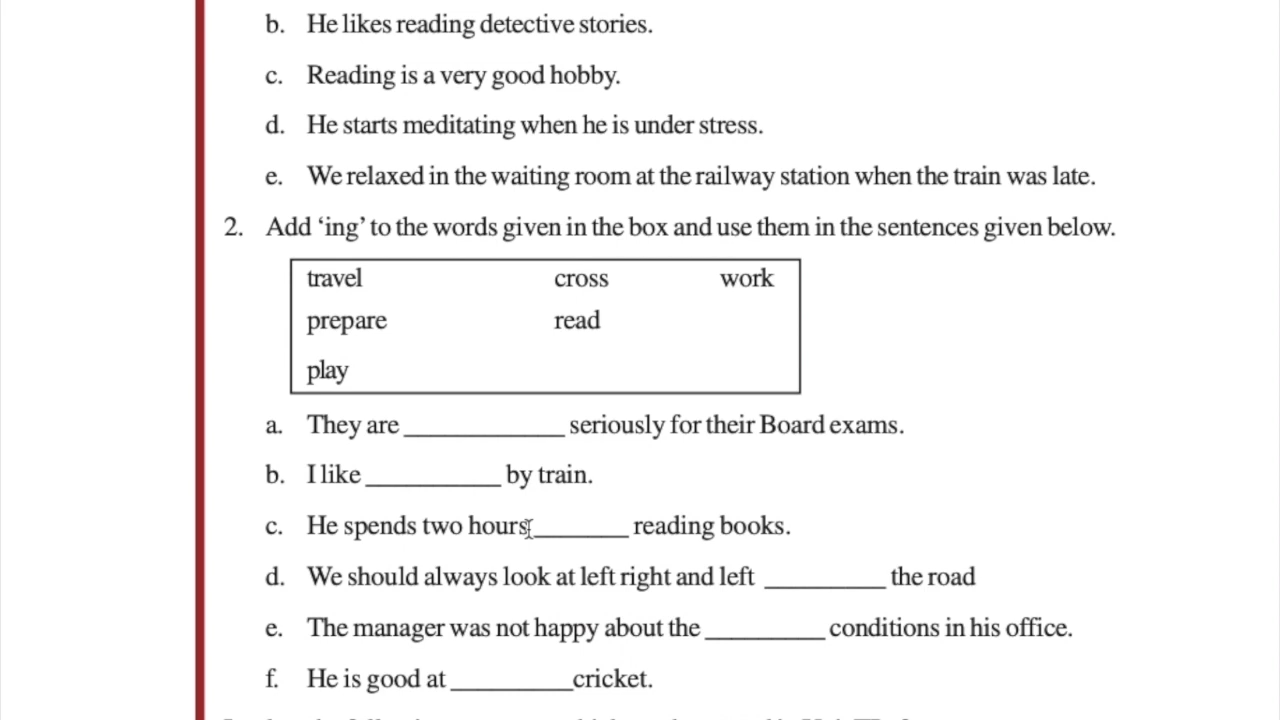 b. He likes reading detective stories.
c. Reading is a very good hobby.
d. He starts meditating when he is under stress.
e. We relaxed in the waiting room at the railway station when the train was late.
2. Add ‘ing’ to the words given in the box and use them in the sentences given below.
travel cross work
prepare read
play
a. They are ____________ seriously for their Board exams.
b. I like __________ by train.
c. He spends two hours _______ reading books.
d. We should always look at left right and left _________ the road
e. The manager was not happy about the _________ conditions in his office.
f. He is good at _________cricket.